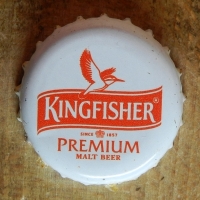 KINGFISHER®
SINCE 1857
PREMIUM
MALT BEER